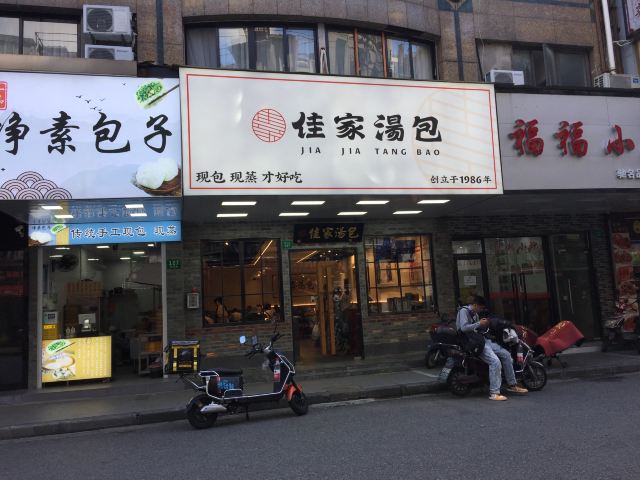 净素包子
佳家湯包
JIA JIA TANG BAO
现包 现蒸 才好吃
创立于1986年
福福小
传统手工现包 现蒸
佳家湯包